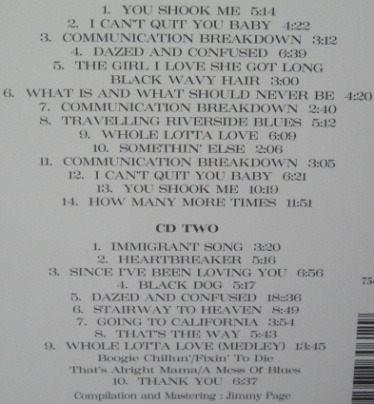 1. YOU SHOOK ME 5:14
2. I CAN'T QUIT YOU BABY 4:22
3. COMMUNICATION BREAKDOWN 3:12
4. DAZED AND CONFUSED 6:39
5. THE GIRL I LOVE SHE GOT LONG
BLACK WAVY HAIR 3:00
6. WHAT IS AND WHAT SHOULD NEVER BE 4:20
7. COMMUNICATION BREAKDOWN 2:40
8. TRAVELLING RIVERSIDE BLUES 5:12
9. WHOLE LOTTA LOVE 6:09
10. SOMETHIN' ELSE 2:06
11. COMMUNICATION BREAKDOWN 3:05
12. I CAN'T QUIT YOU BABY 6:21
13. YOU SHOOK ME 10:19
14. HOW MANY MORE TIMES 11:51
CD TWO
1. IMMIGRANT SONG 3:20
2. HEARTBREAKER 5:16
3. SINCE I'VE BEEN LOVING YOU 6:56
4. BLACK DOG 5:17
5. DAZED AND CONFUSED 18:36
6. STAIRWAY TO HEAVEN 8:49
7. GOING TO CALIFORNIA 3:54
8. THAT'S THE WAY 5:43
9. WHOLE LOTTA LOVE (MEDLEY) 13:45
Boogie Chillun'/Fixin' To Die
That's Alright Mama/A Mess Of Blues
10. THANK YOU 6:37
Compilation and Mastering : Jimmy Page